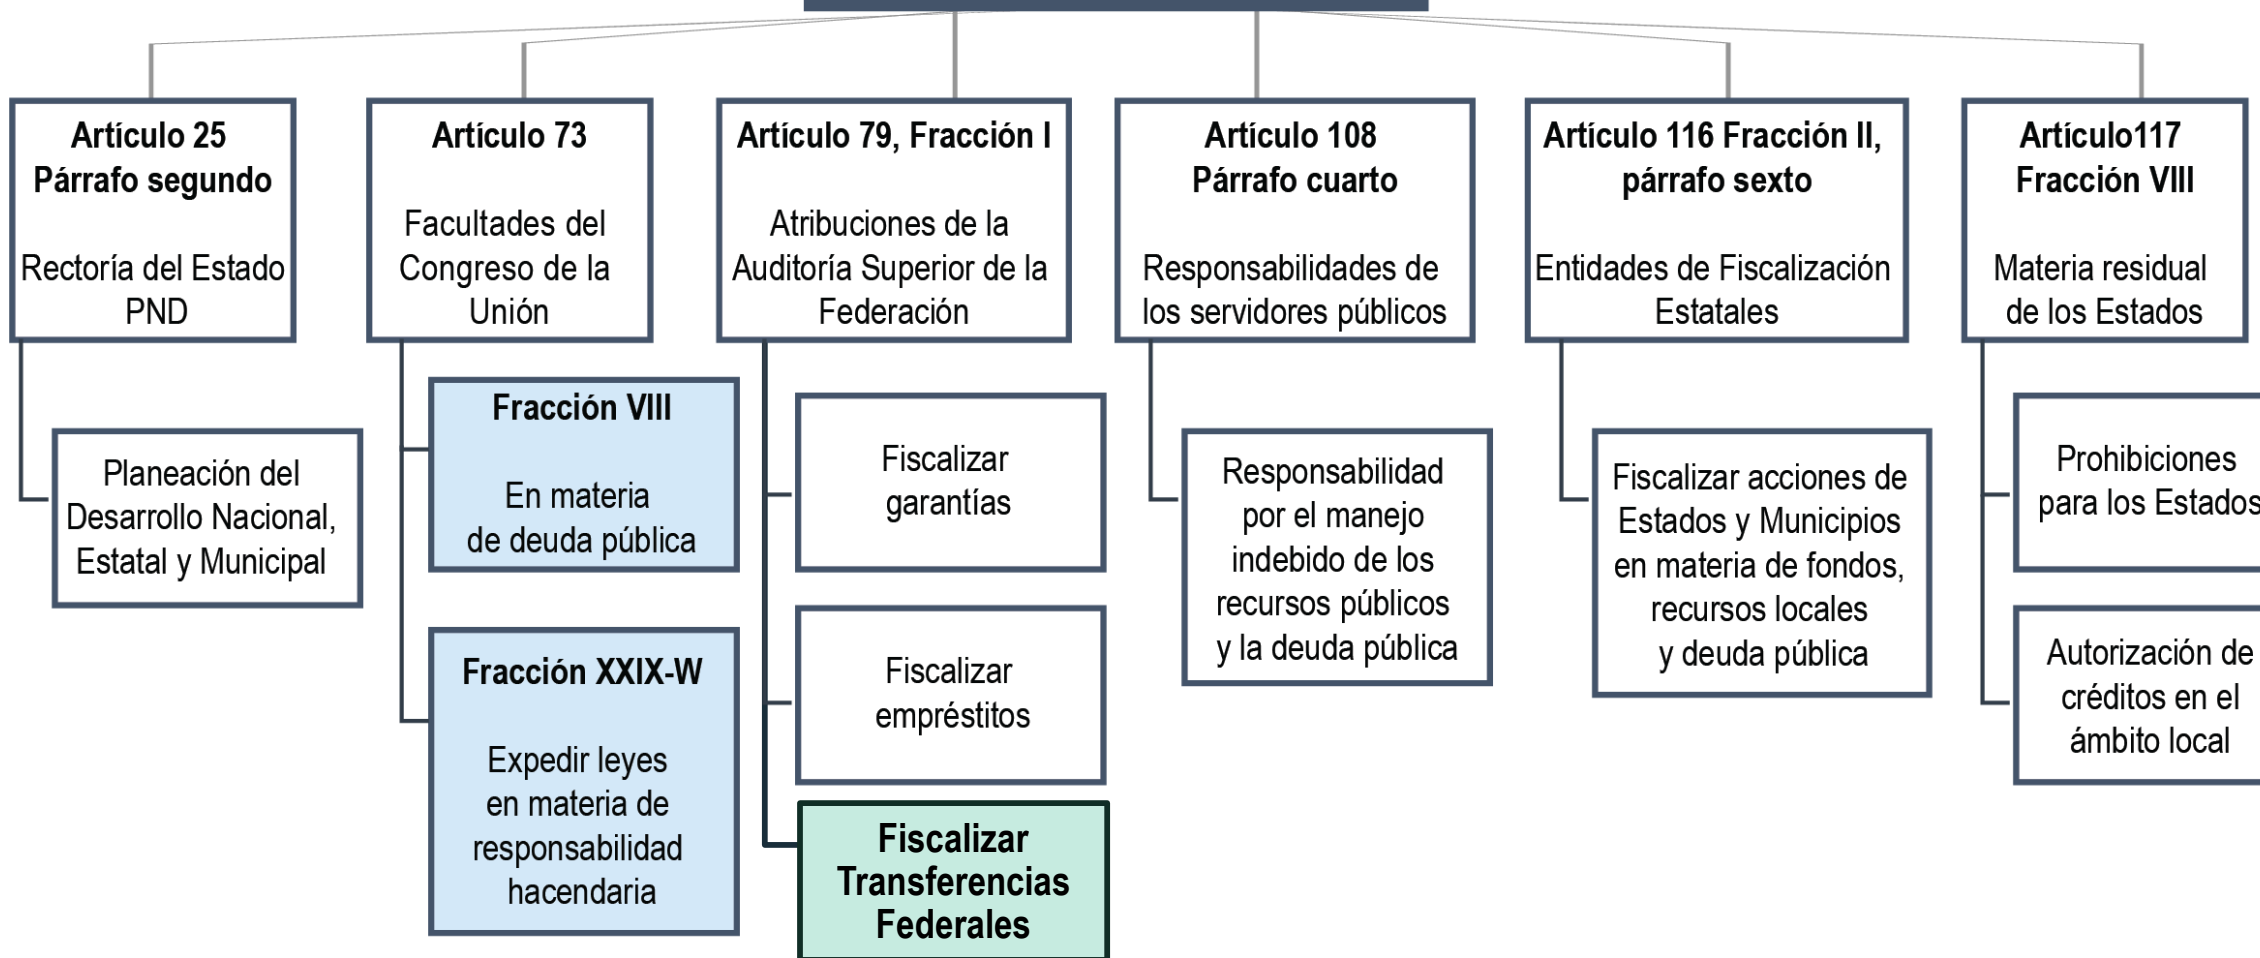 Artículo 25
Párrafo segundo
Rectoría del Estado
PND
Planeación del
Desarrollo Nacional,
Estatal y Municipal
Artículo 73
Facultades del
Congreso de la
Unión
Fracción VIII
En materia
de deuda pública
Fracción XXIX-W
Expedir leyes
en materia de
responsabilidad
hacendaria
Artículo 79, Fracción I
Atribuciones de la
Auditoría Superior de la
Federación
Fiscalizar
garantías
Fiscalizar
empréstitos
Fiscalizar
Transferencias
Federales
Artículo 108
Párrafo cuarto
Responsabilidades de
los servidores públicos
Responsabilidad
por el manejo
indebido de los
recursos públicos
y la deuda pública
Artículo 116 Fracción II,
párrafo sexto
Entidades de Fiscalización
Estatales
Fiscalizar acciones de
Estados y Municipios
en materia de fondos,
recursos locales
y deuda pública
Artículo117
Fracción VIII
Materia residual
de los Estados
Prohibiciones
para los Estados
Autorización de
créditos en el
ámbito local